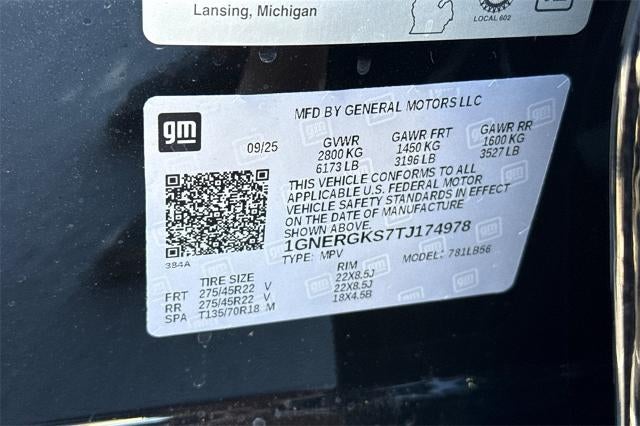 Lansing, Michigan
LOCAL 602
gm
MFD BY GENERAL MOTORS LLC
09/25 GVWR GAWR FRT GAWR RR
2800 KG 1450 KG 1600 KG
6173 LB 3196 LB 3527 LB
THIS VEHICLE CONFORMS TO ALL
APPLICABLE U.S. FEDERAL MOTOR
VEHICLE SAFETY STANDARDS IN EFFECT
ON THE DATE OF MANUFACTURE
SHOWN ABOVE.
1GNERGKS7TJ174978
384A
TYPE: MPV MODEL: 781LB56
TIRE SIZE RIM
FRT 275/45R22 V 22X8.5J
RR 275/45R22 V 22X8.5J
SPA T135/70R18 M 18X4.5B